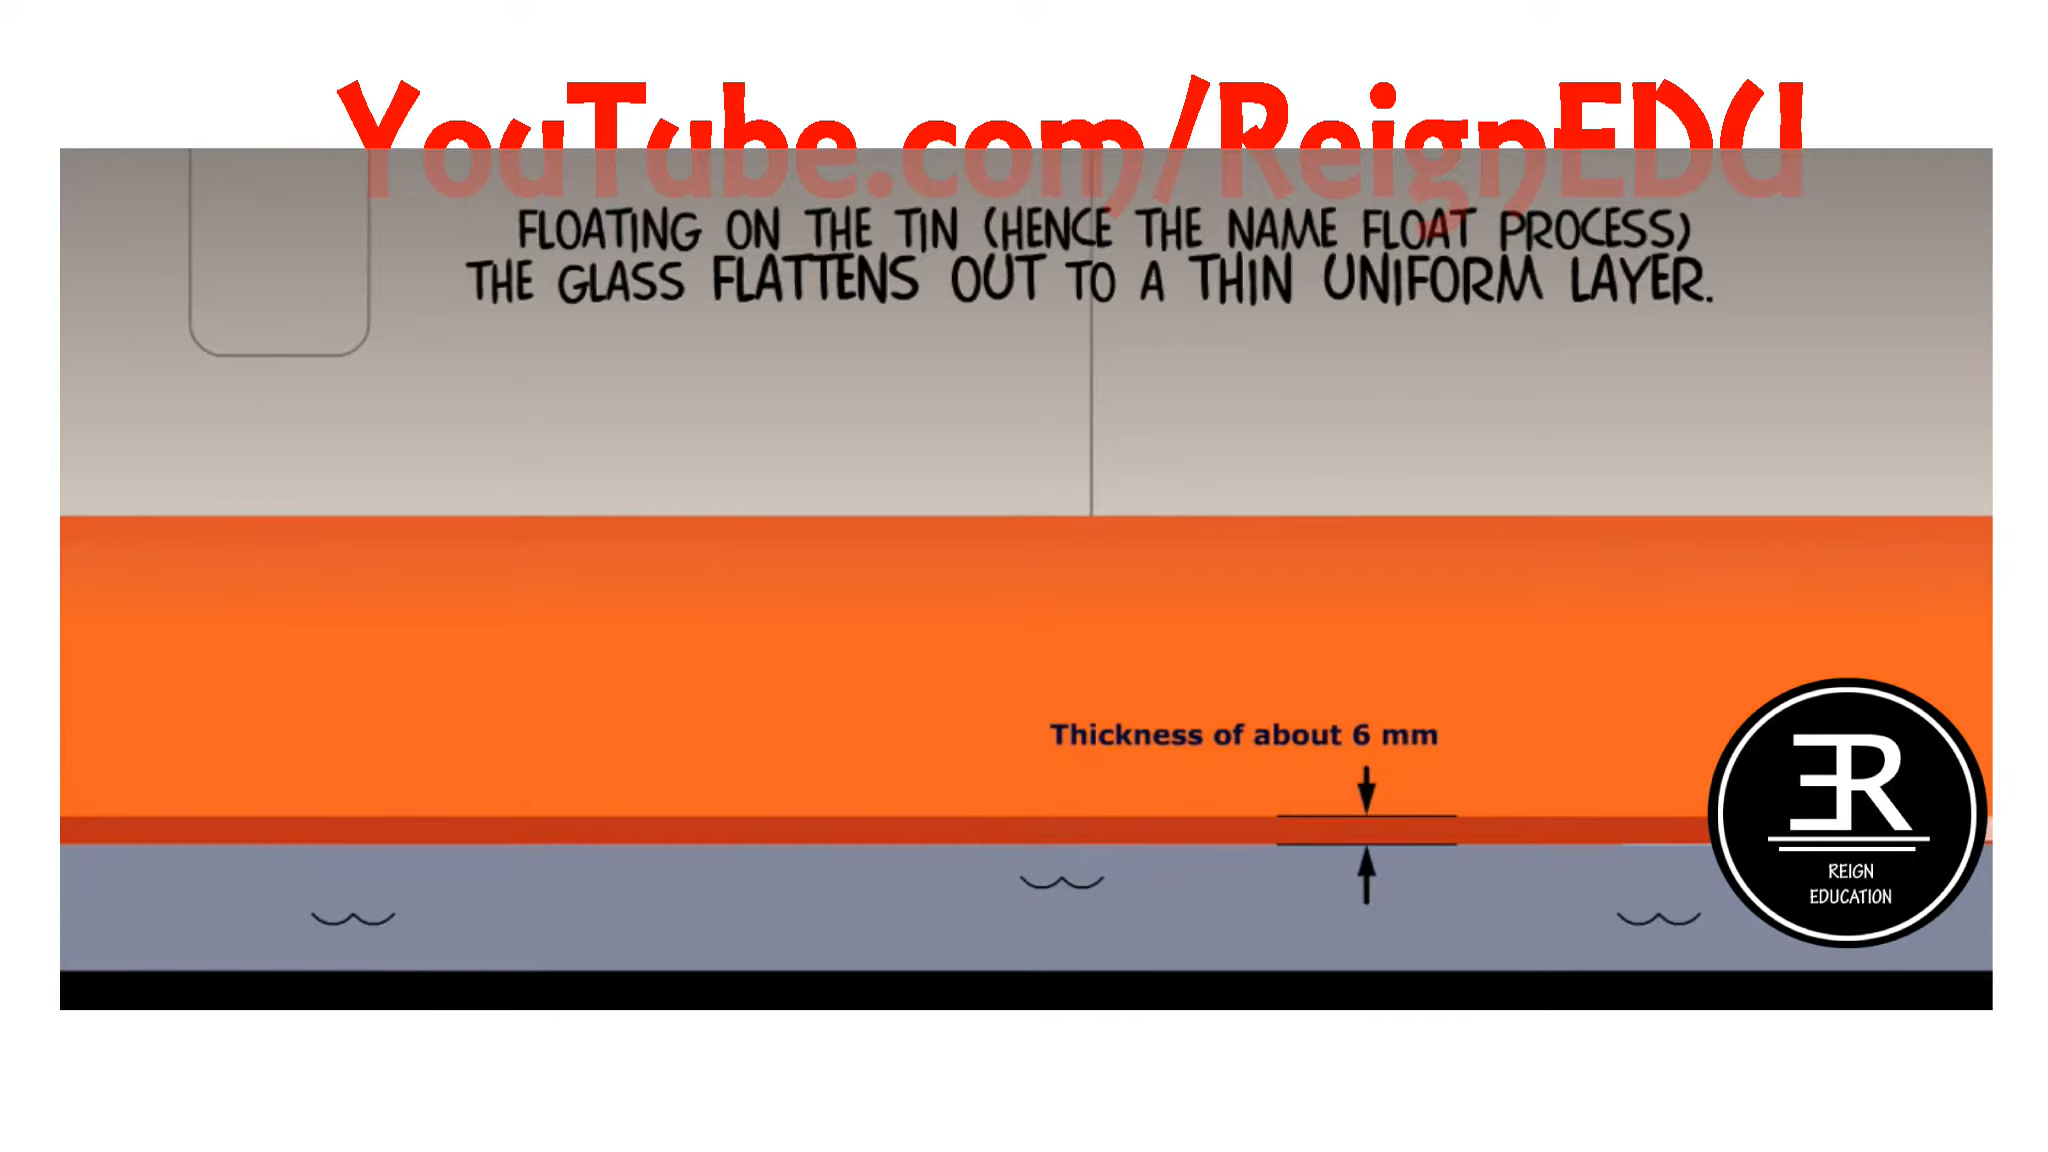 YouTube.com/ReignEDU
FLOATING ON THE TIN (HENCE THE NAME FLOAT PROCESS)
THE GLASS FLATTENS OUT TO A THIN UNIFORM LAYER.
Thickness of about 6 mm
ER
REIGN
EDUCATION